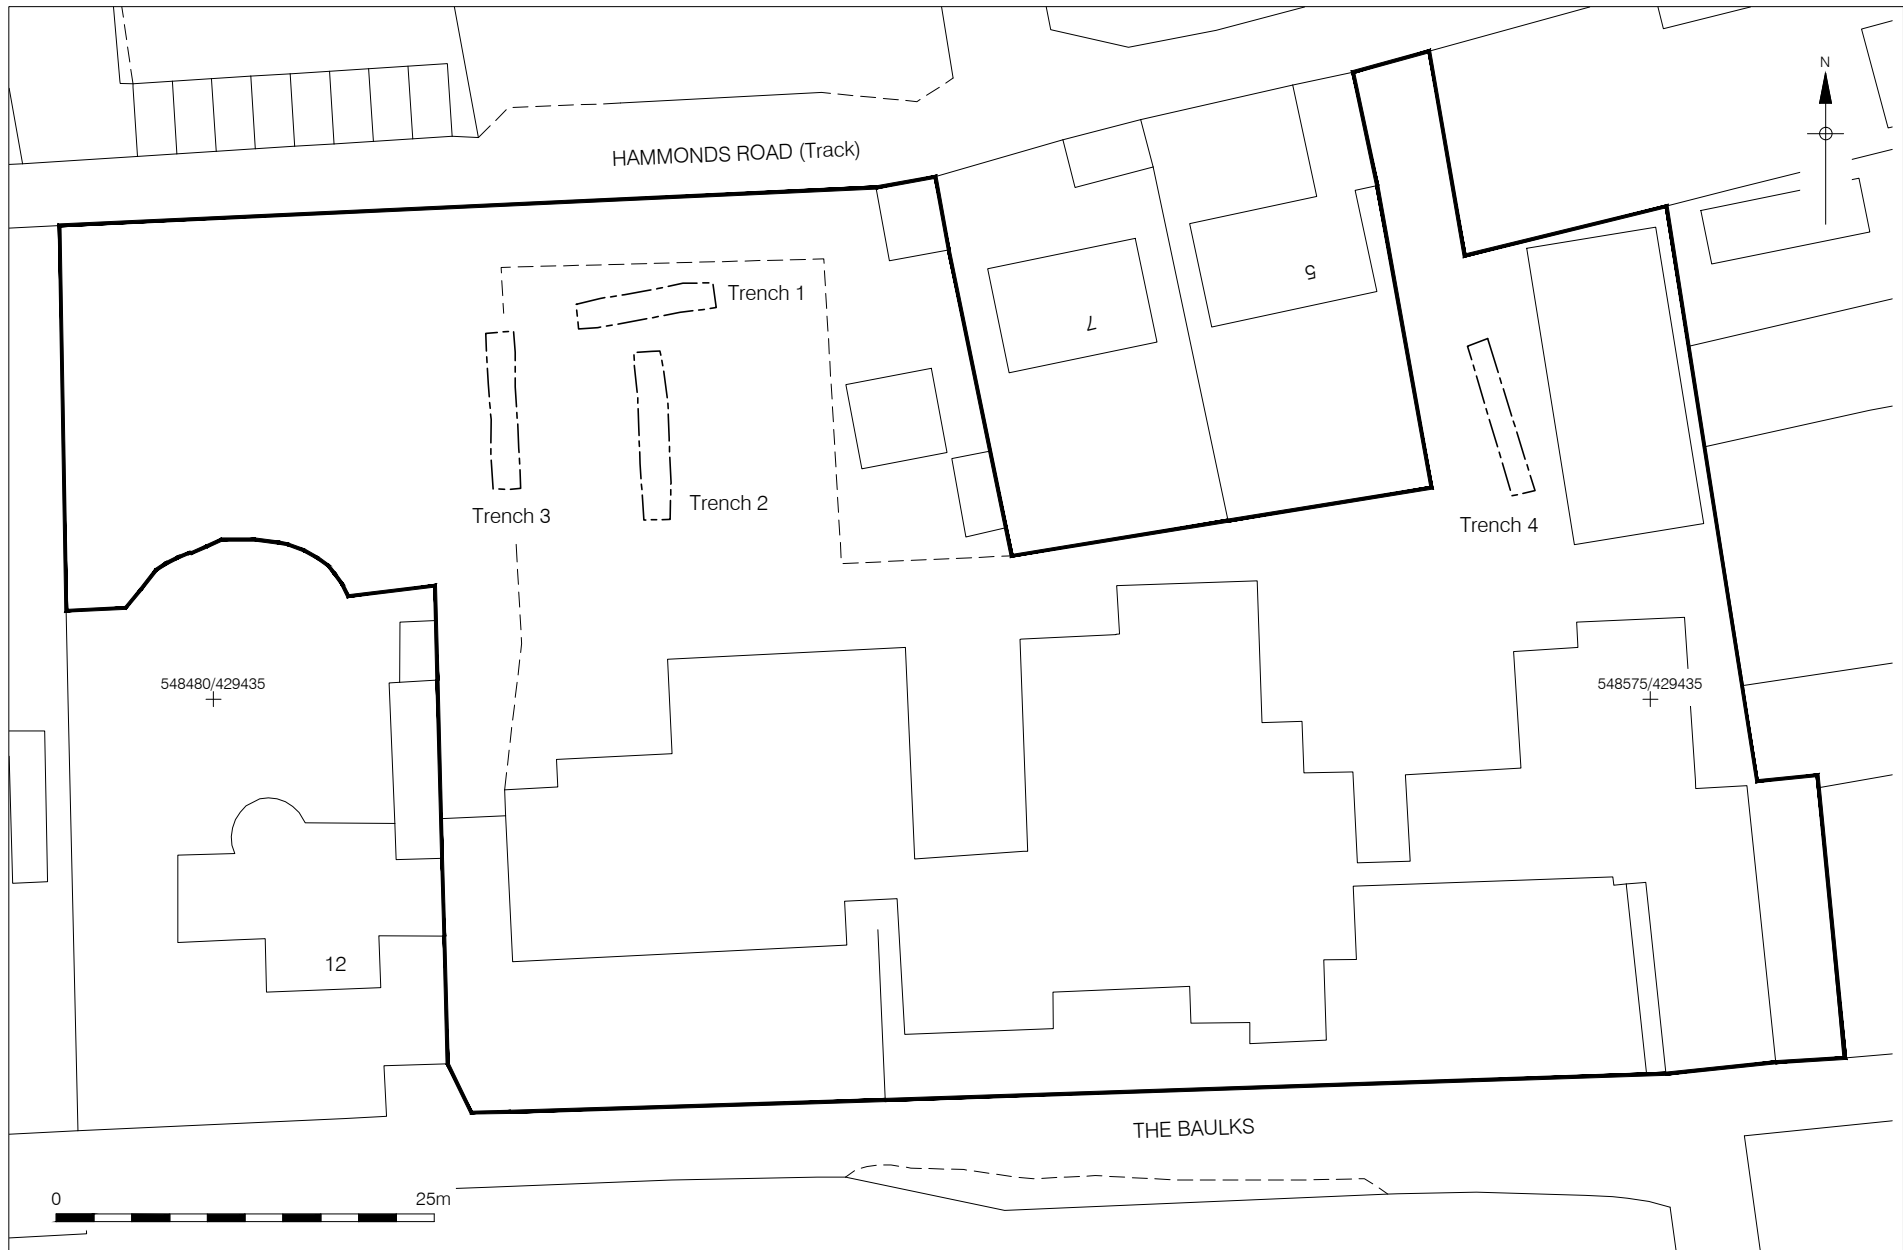 N
HAMMONDS ROAD (Track)
5
Trench 1
7
Trench 2
Trench 3
Trench 4
548480/429435
548575/429435
12
THE BAULKS
0 25m